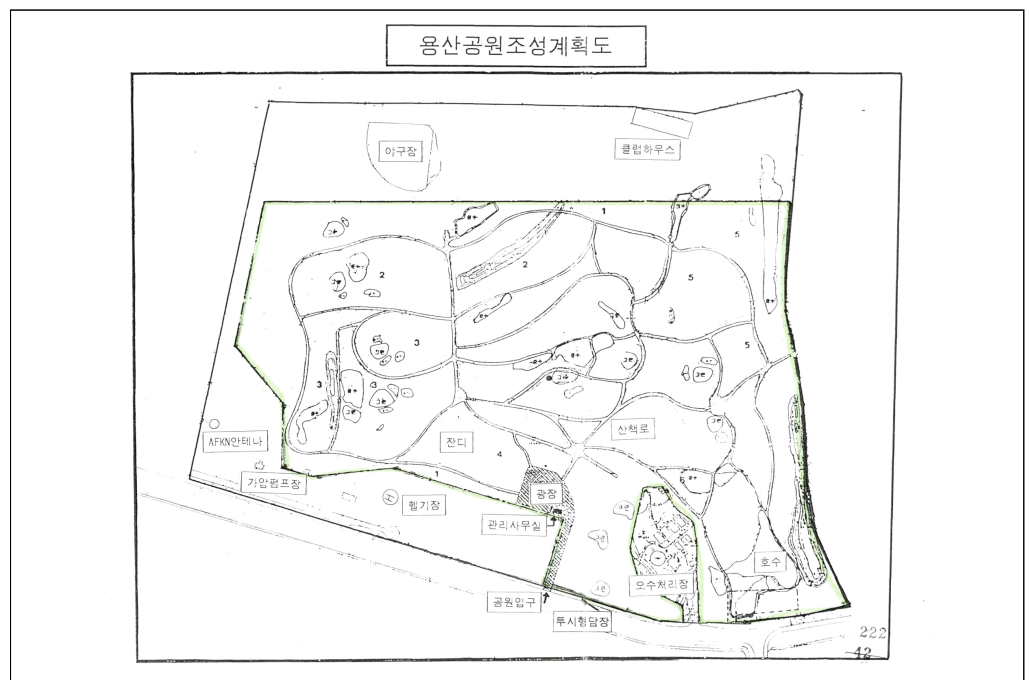 용산공원조성계획도
야구장
클럽하우스
1
5
2
2
5
3
5
3
3
산책로
잔디
AFKN안테나
4
가압펌프장
1
헬기장
광장
관리사무실
호수
오수처리장
공원입구
투시형담장
222
42